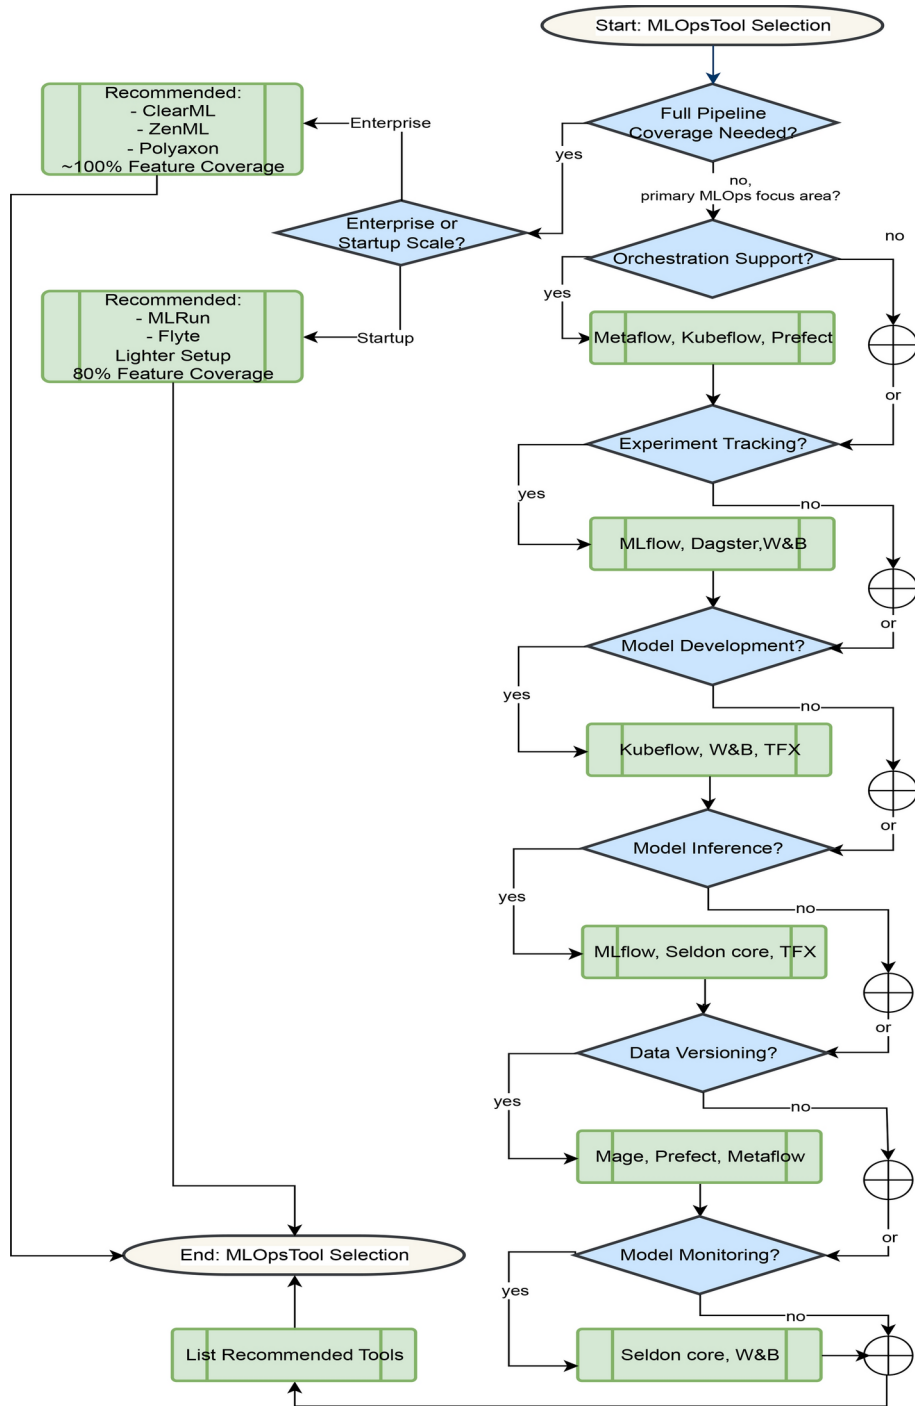 Start: MLOpsTool Selection
Full Pipeline
Coverage Needed?
yes
no,
primary MLOps focus area?
Enterprise or
Startup Scale?
Enterprise
Recommended:
- ClearML
- ZenML
- Polyaxon
~100% Feature Coverage
Startup
Recommended:
- MLRun
- Flyte
Lighter Setup
80% Feature Coverage
Orchestration Support?
no
yes
Metaflow, Kubeflow, Prefect
or
Experiment Tracking?
yes
no
MLflow, Dagster,W&B
or
Model Development?
yes
no
Kubeflow, W&B, TFX
or
Model Inference?
yes
no
MLflow, Seldon core, TFX
or
Data Versioning?
yes
no
Mage, Prefect, Metaflow
or
Model Monitoring?
yes
no
Seldon core, W&B
List Recommended Tools
End: MLOpsTool Selection